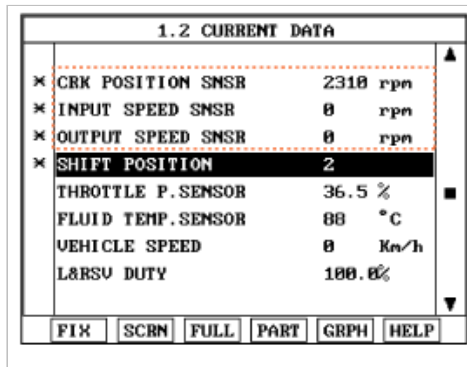 1.2 CURRENT DATA
* CRK POSITION SNSR 2310 rpm
* INPUT SPEED SNSR 0 rpm
* OUTPUT SPEED SNSR 0 rpm
* SHIFT POSITION 2
THROTTLE P.SENSOR 36.5 %
FLUID TEMP.SENSOR 88 °C
VEHICLE SPEED 0 Km/h
L&RSV DUTY 100.0%
FIX SCRN FULL PART GRPH HELP